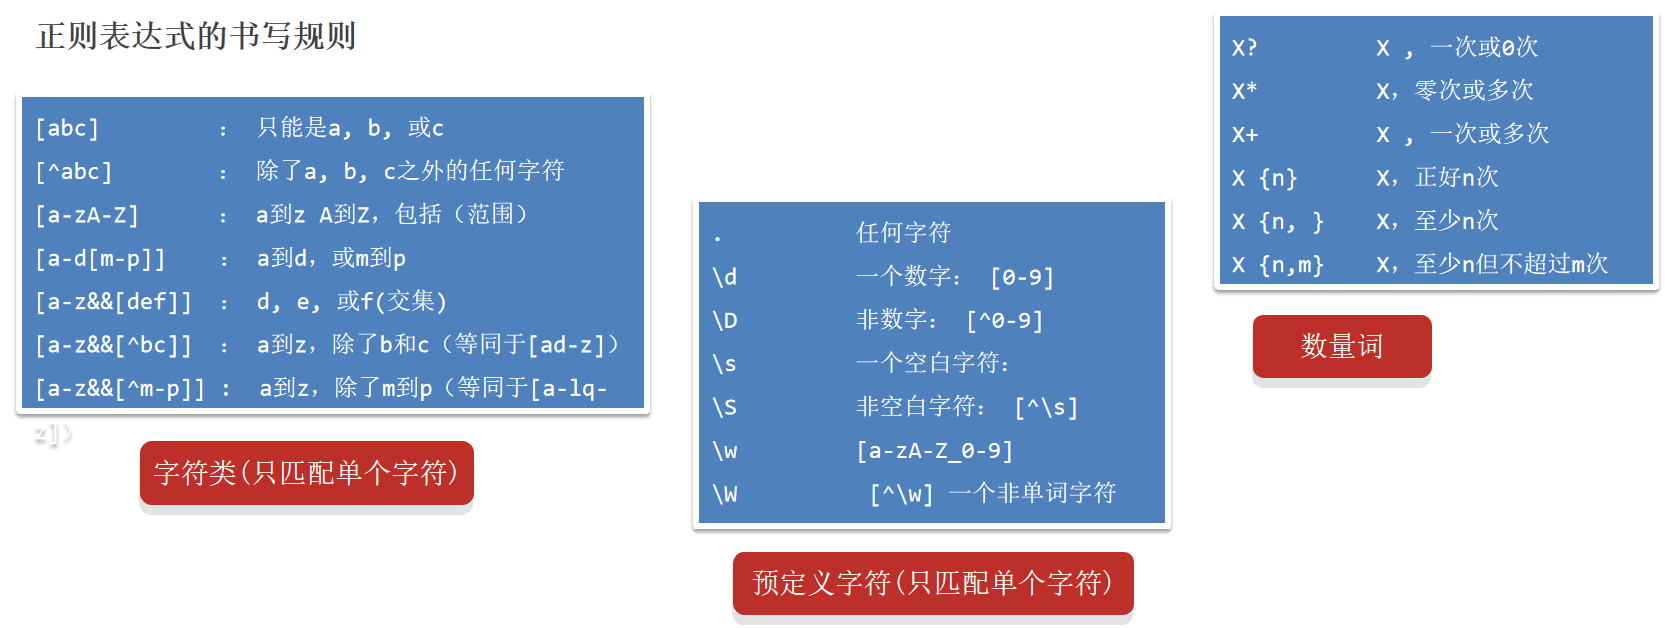 正则表达式的书写规则
[abc] : 只能是a, b, 或c
[^abc] : 除了a, b, c之外的任何字符
[a-zA-Z] : a到z A到Z，包括（范围）
[a-d[m-p]] : a到d，或m到p
[a-z&&[def]] : d, e, 或f(交集)
[a-z&&[^bc]] : a到z，除了b和c（等同于[ad-z]）
[a-z&&[^m-p]] : a到z，除了m到p（等同于[a-lq-
z]）
字符类(只匹配单个字符)
. 任何字符
\d 一个数字： [0-9]
\D 非数字： [^0-9]
\s 一个空白字符：
\S 非空白字符： [^\s]
\w [a-zA-Z_0-9]
\W [^\w] 一个非单词字符
预定义字符(只匹配单个字符)
X? X , 一次或0次
X* X，零次或多次
X+ X , 一次或多次
X {n} X，正好n次
X {n, } X，至少n次
X {n,m} X，至少n但不超过m次
数量词